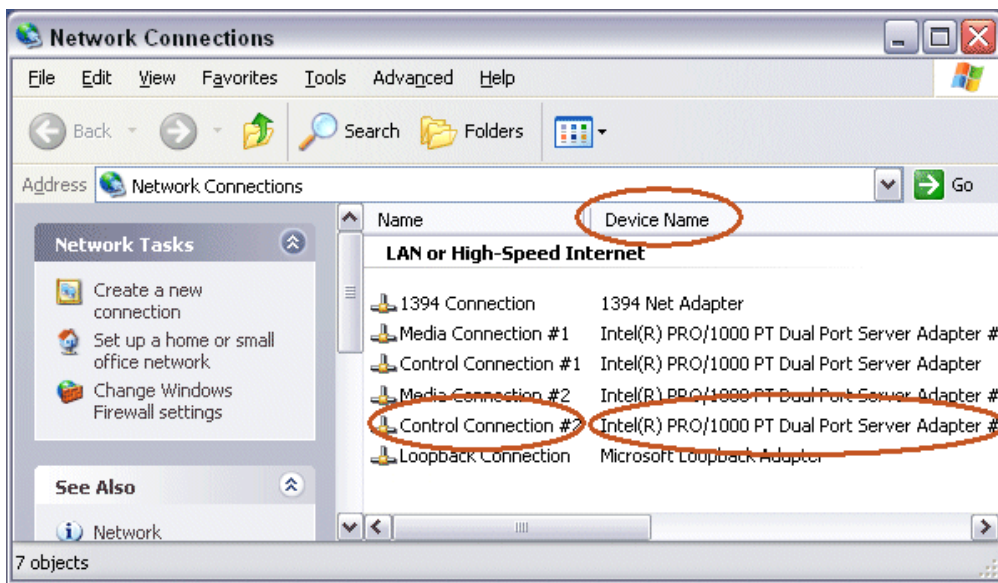 Network Connections
File Edit View Favorites Tools Advanced Help
Back Search Folders
Address Network Connections Go
Network Tasks
Create a new
connection
Set up a home or small
office network
Change Windows
Firewall settings
See Also
Network
Name Device Name
LAN or High-Speed Internet
1394 Connection 1394 Net Adapter
Media Connection #1 Intel(R) PRO/1000 PT Dual Port Server Adapter #
Control Connection #1 Intel(R) PRO/1000 PT Dual Port Server Adapter
Media Connection #2 Intel(R) PRO/1000 PT Dual Port Server Adapter #
Control Connection #2 Intel(R) PRO/1000 PT Dual Port Server Adapter #
Loopback Connection Microsoft Loopback Adapter
7 objects